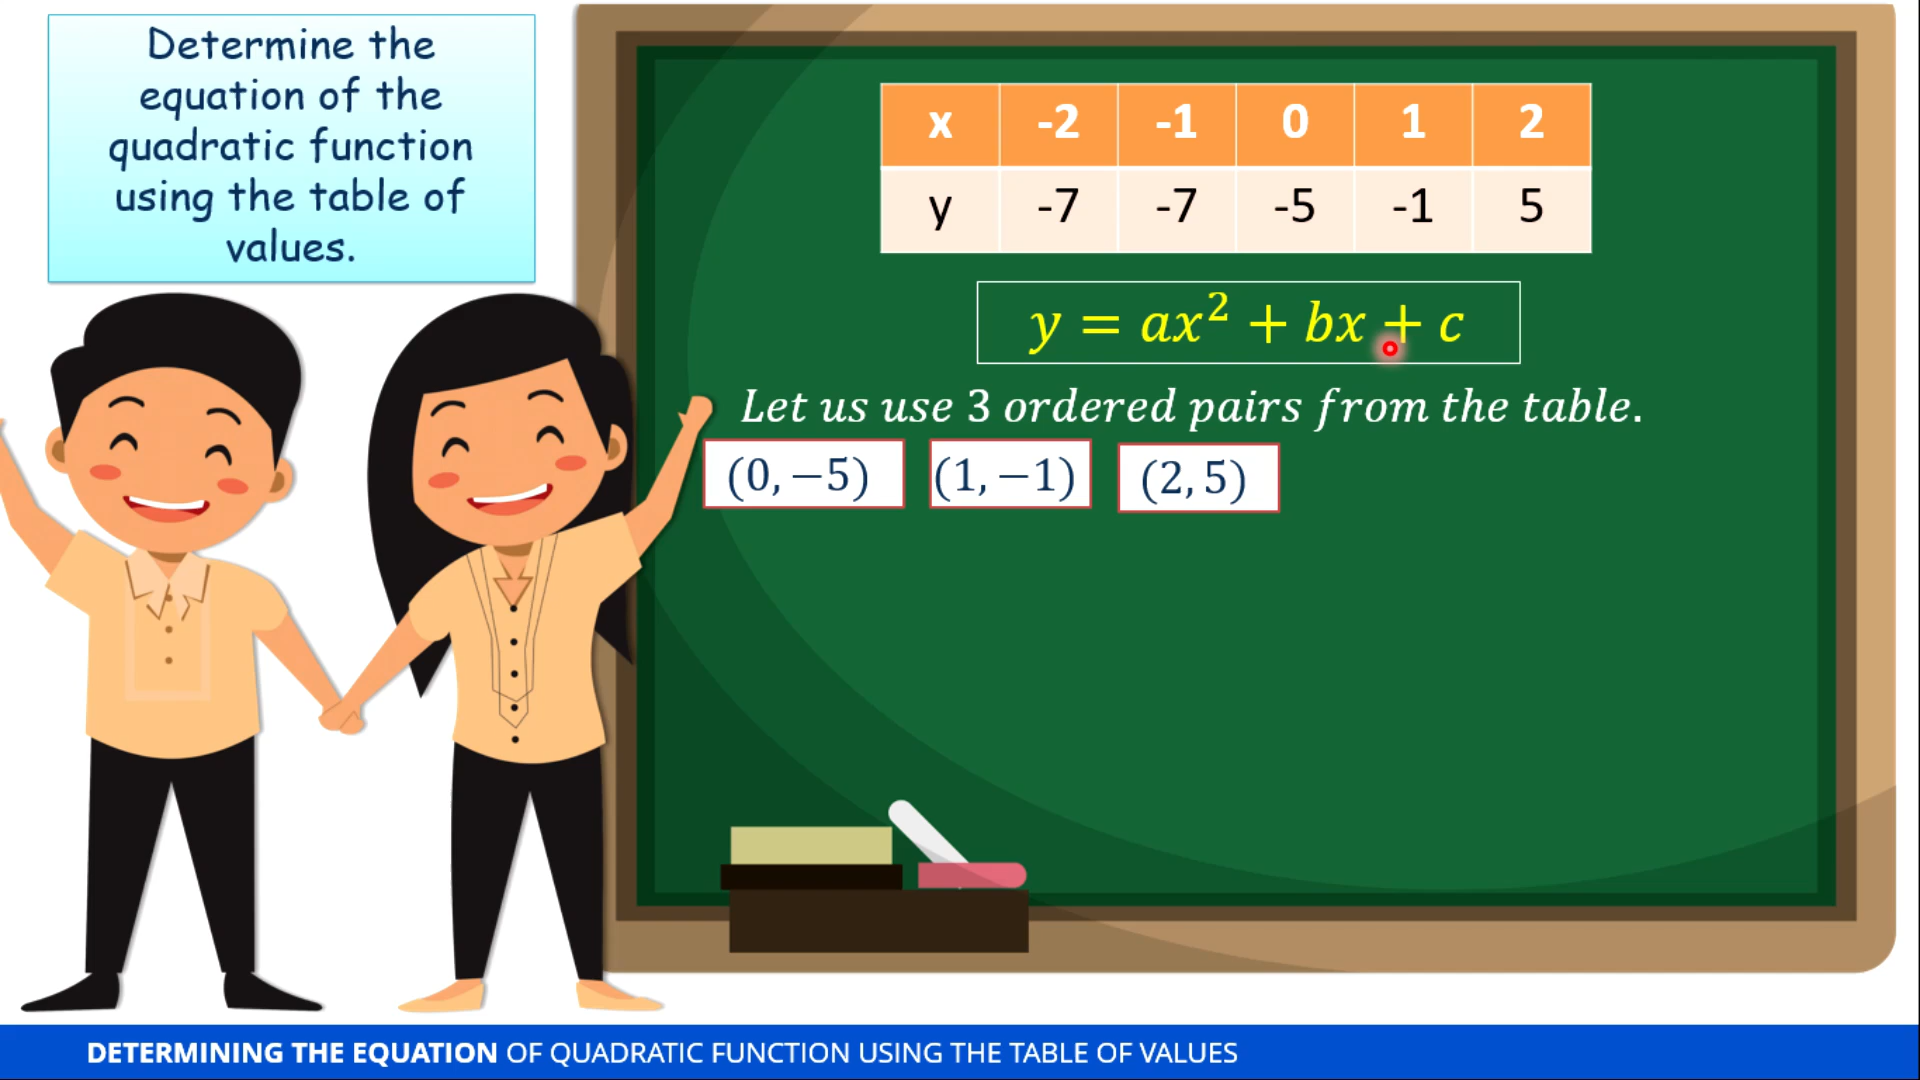 Determine the
equation of the
quadratic function
using the table of
values.
x -2 -1 0 1 2
y -7 -7 -5 -1 5
y = ax² + bx + c
Let us use 3 ordered pairs from the table.
(0, −5) (1, −1) (2, 5)
DETERMINING THE EQUATION OF QUADRATIC FUNCTION USING THE TABLE OF VALUES